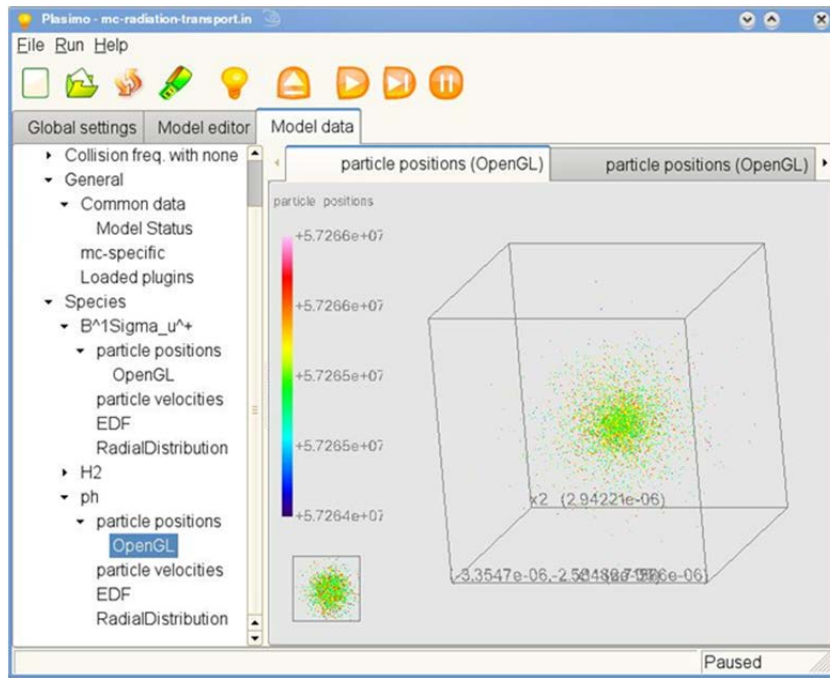 Plasimo - mc-radiation-transport.in
File Run Help
Global settings Model editor Model data
Collision freq. with none
General
Common data
Model Status
mc-specific
Loaded plugins
Species
B^1Sigma_u^+
particle positions
OpenGL
particle velocities
EDF
RadialDistribution
H2
ph
particle positions
OpenGL
particle velocities
EDF
RadialDistribution
particle positions (OpenGL) particle positions (OpenGL)
particle positions
+5.7266e+07
+5.7266e+07
+5.7265e+07
+5.7265e+07
+5.7264e+07
x2 (2.94221e-06)
(-3.3547e-06,
Paused